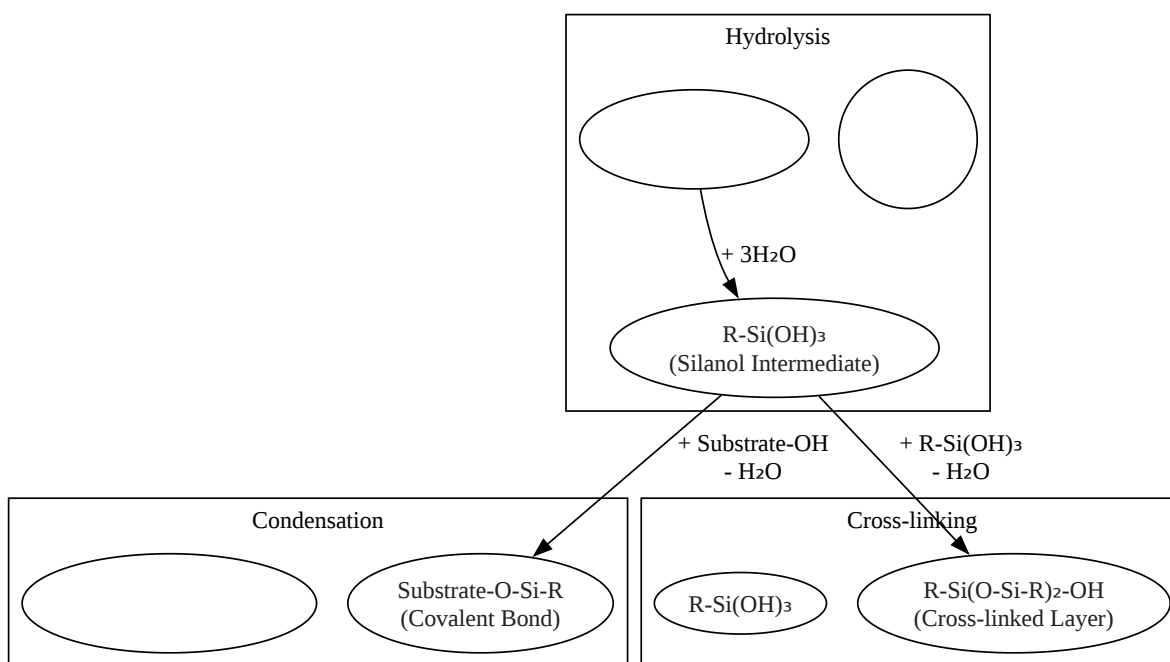 Hydrolysis
+ 3H₂O
R-Si(OH)₃
(Silanol Intermediate)
+ Substrate-OH
- H₂O
+ R-Si(OH)₃
- H₂O
Condensation
Substrate-O-Si-R
(Covalent Bond)
Cross-linking
R-Si(OH)₃
R-Si(O-Si-R)₂-OH
(Cross-linked Layer)